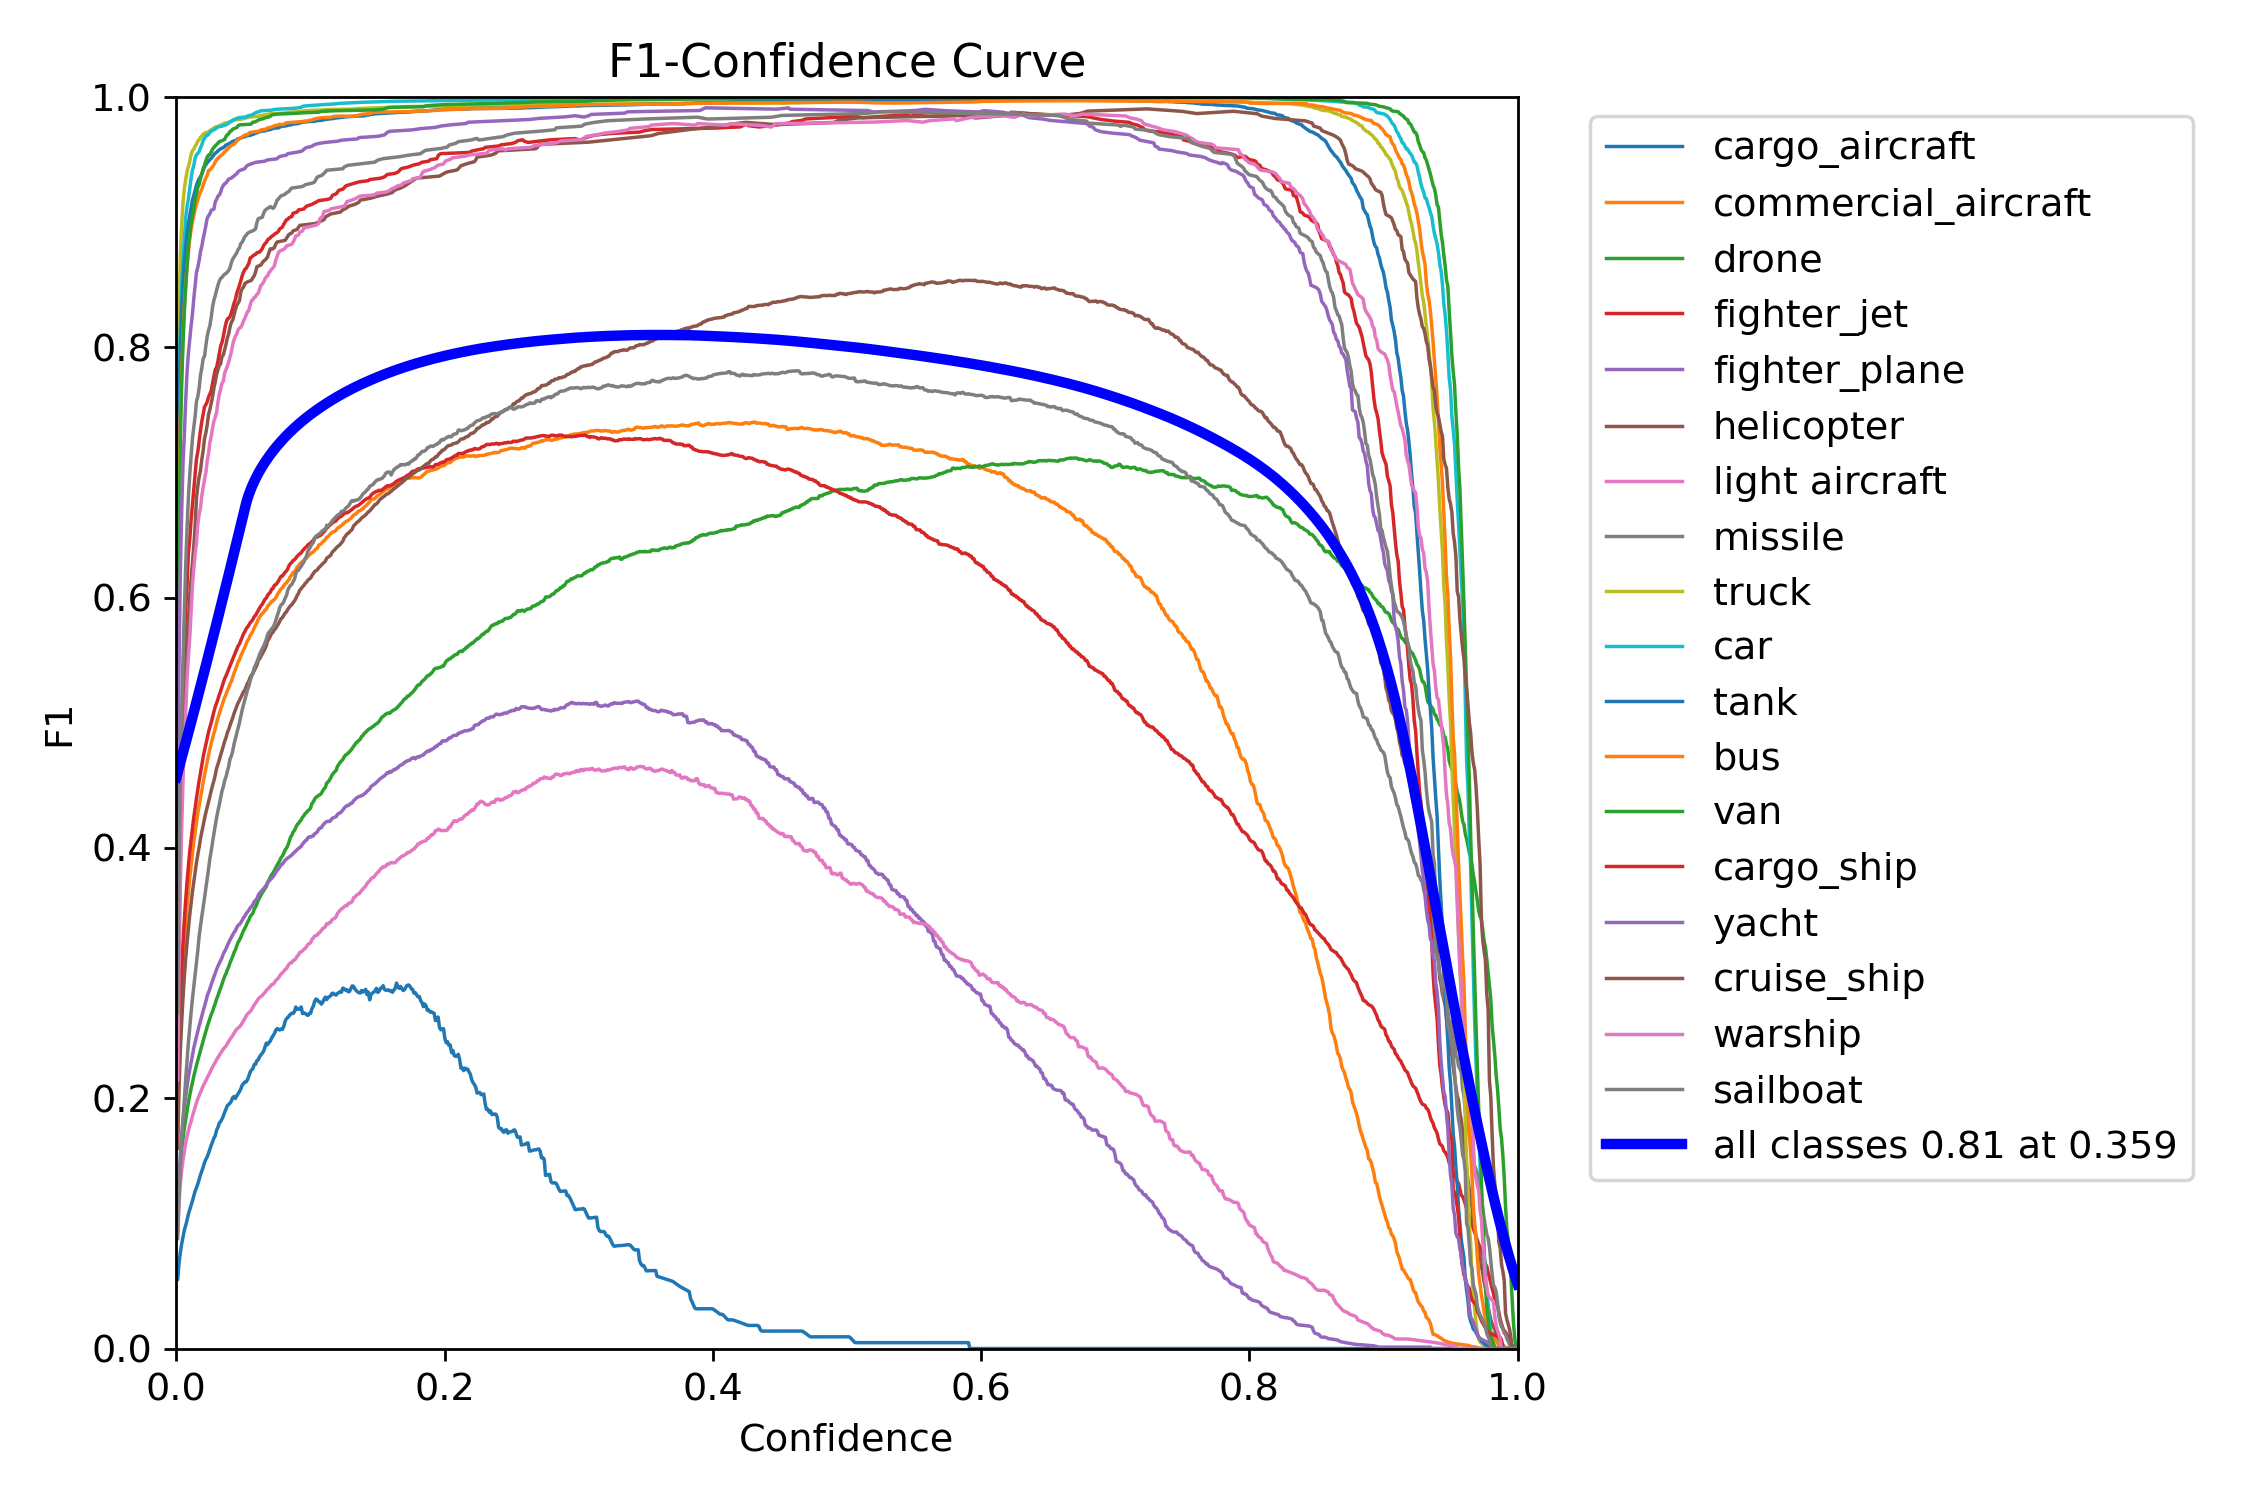 F1-Confidence Curve
1.0
0.8
0.6
0.4
0.2
0.0
F1
0.0 0.2 0.4 0.6 0.8 1.0
Confidence
cargo_aircraft
commercial_aircraft
drone
fighter_jet
fighter_plane
helicopter
light aircraft
missile
truck
car
tank
bus
van
cargo_ship
yacht
cruise_ship
warship
sailboat
all classes 0.81 at 0.359